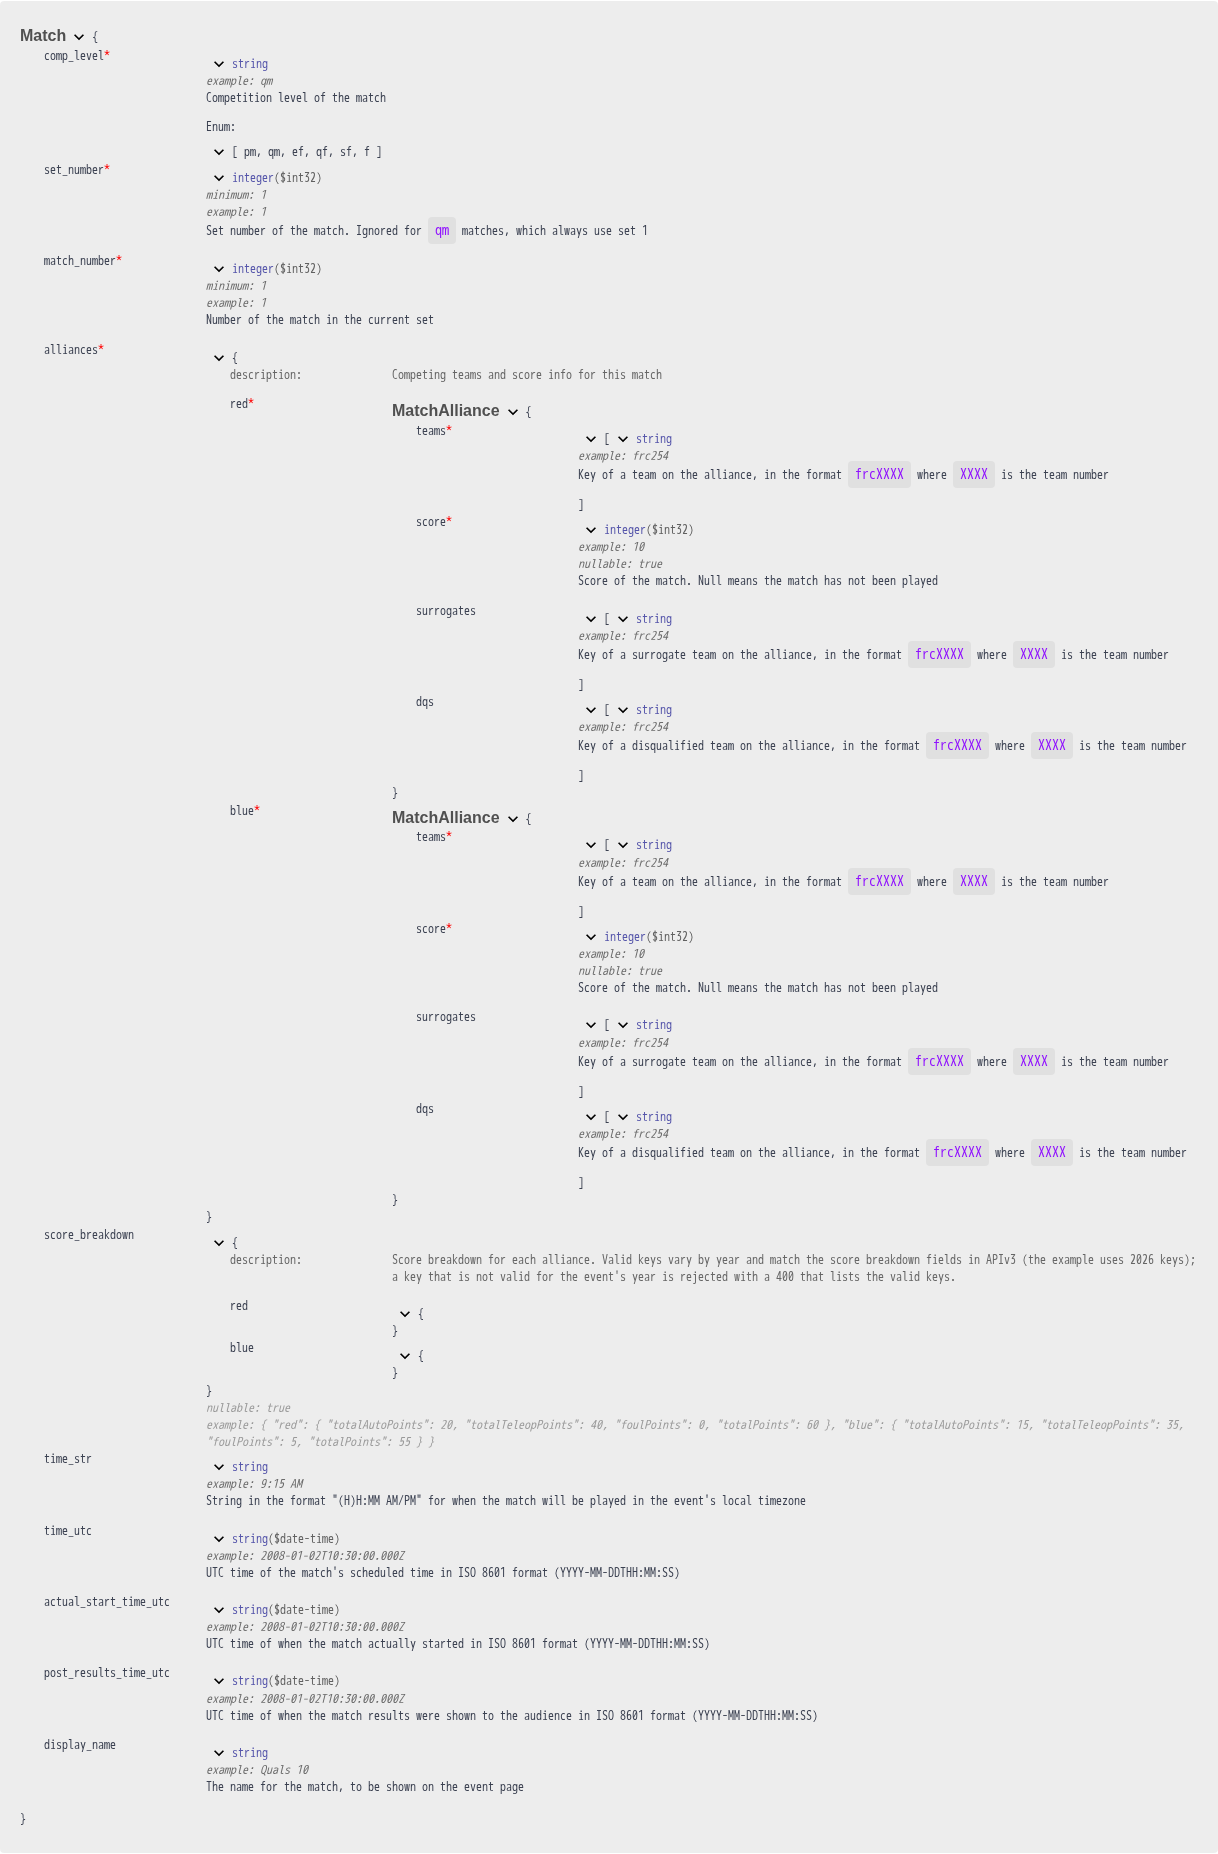 Match {
comp_level*
string
example: qm
Competition level of the match
Enum:
[ pm, qm, ef, qf, sf, f ]
set_number*
integer($int32)
minimum: 1
example: 1
Set number of the match. Ignored for qm matches, which always use set 1
match_number*
integer($int32)
minimum: 1
example: 1
Number of the match in the current set
alliances*
{
description: Competing teams and score info for this match
red*
MatchAlliance {
teams*
[ string
example: frc254
Key of a team on the alliance, in the format frcXXXX where XXXX is the team number
]
score*
integer($int32)
example: 10
nullable: true
Score of the match. Null means the match has not been played
surrogates
[ string
example: frc254
Key of a surrogate team on the alliance, in the format frcXXXX where XXXX is the team number
]
dqs
[ string
example: frc254
Key of a disqualified team on the alliance, in the format frcXXXX where XXXX is the team number
]
}
blue*
MatchAlliance {
teams*
[ string
example: frc254
Key of a team on the alliance, in the format frcXXXX where XXXX is the team number
]
score*
integer($int32)
example: 10
nullable: true
Score of the match. Null means the match has not been played
surrogates
[ string
example: frc254
Key of a surrogate team on the alliance, in the format frcXXXX where XXXX is the team number
]
dqs
[ string
example: frc254
Key of a disqualified team on the alliance, in the format frcXXXX where XXXX is the team number
]
}
}
score_breakdown
{
description: Score breakdown for each alliance. Valid keys vary by year and match the score breakdown fields in APIv3 (the example uses 2026 keys);
a key that is not valid for the event's year is rejected with a 400 that lists the valid keys.
red
{
}
blue
{
}
}
nullable: true
example: { "red": { "totalAutoPoints": 20, "totalTeleopPoints": 40, "foulPoints": 0, "totalPoints": 60 }, "blue": { "totalAutoPoints": 15, "totalTeleopPoints": 35,
"foulPoints": 5, "totalPoints": 55 } }
time_str
string
example: 9:15 AM
String in the format "(H)H:MM AM/PM" for when the match will be played in the event's local timezone
time_utc
string($date-time)
example: 2008-01-02T10:30:00.000Z
UTC time of the match's scheduled time in ISO 8601 format (YYYY-MM-DDTHH:MM:SS)
actual_start_time_utc
string($date-time)
example: 2008-01-02T10:30:00.000Z
UTC time of when the match actually started in ISO 8601 format (YYYY-MM-DDTHH:MM:SS)
post_results_time_utc
string($date-time)
example: 2008-01-02T10:30:00.000Z
UTC time of when the match results were shown to the audience in ISO 8601 format (YYYY-MM-DDTHH:MM:SS)
display_name
string
example: Quals 10
The name for the match, to be shown on the event page
}